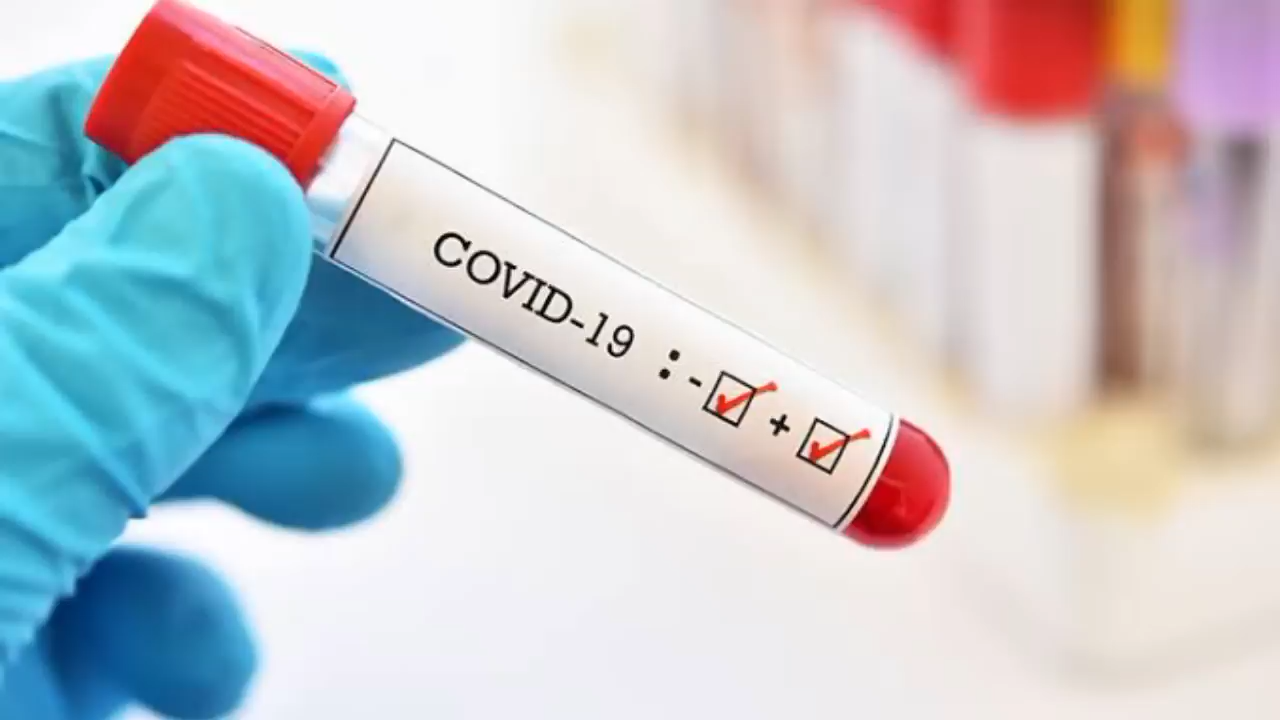 COVID-19 : - ☑ + ☑